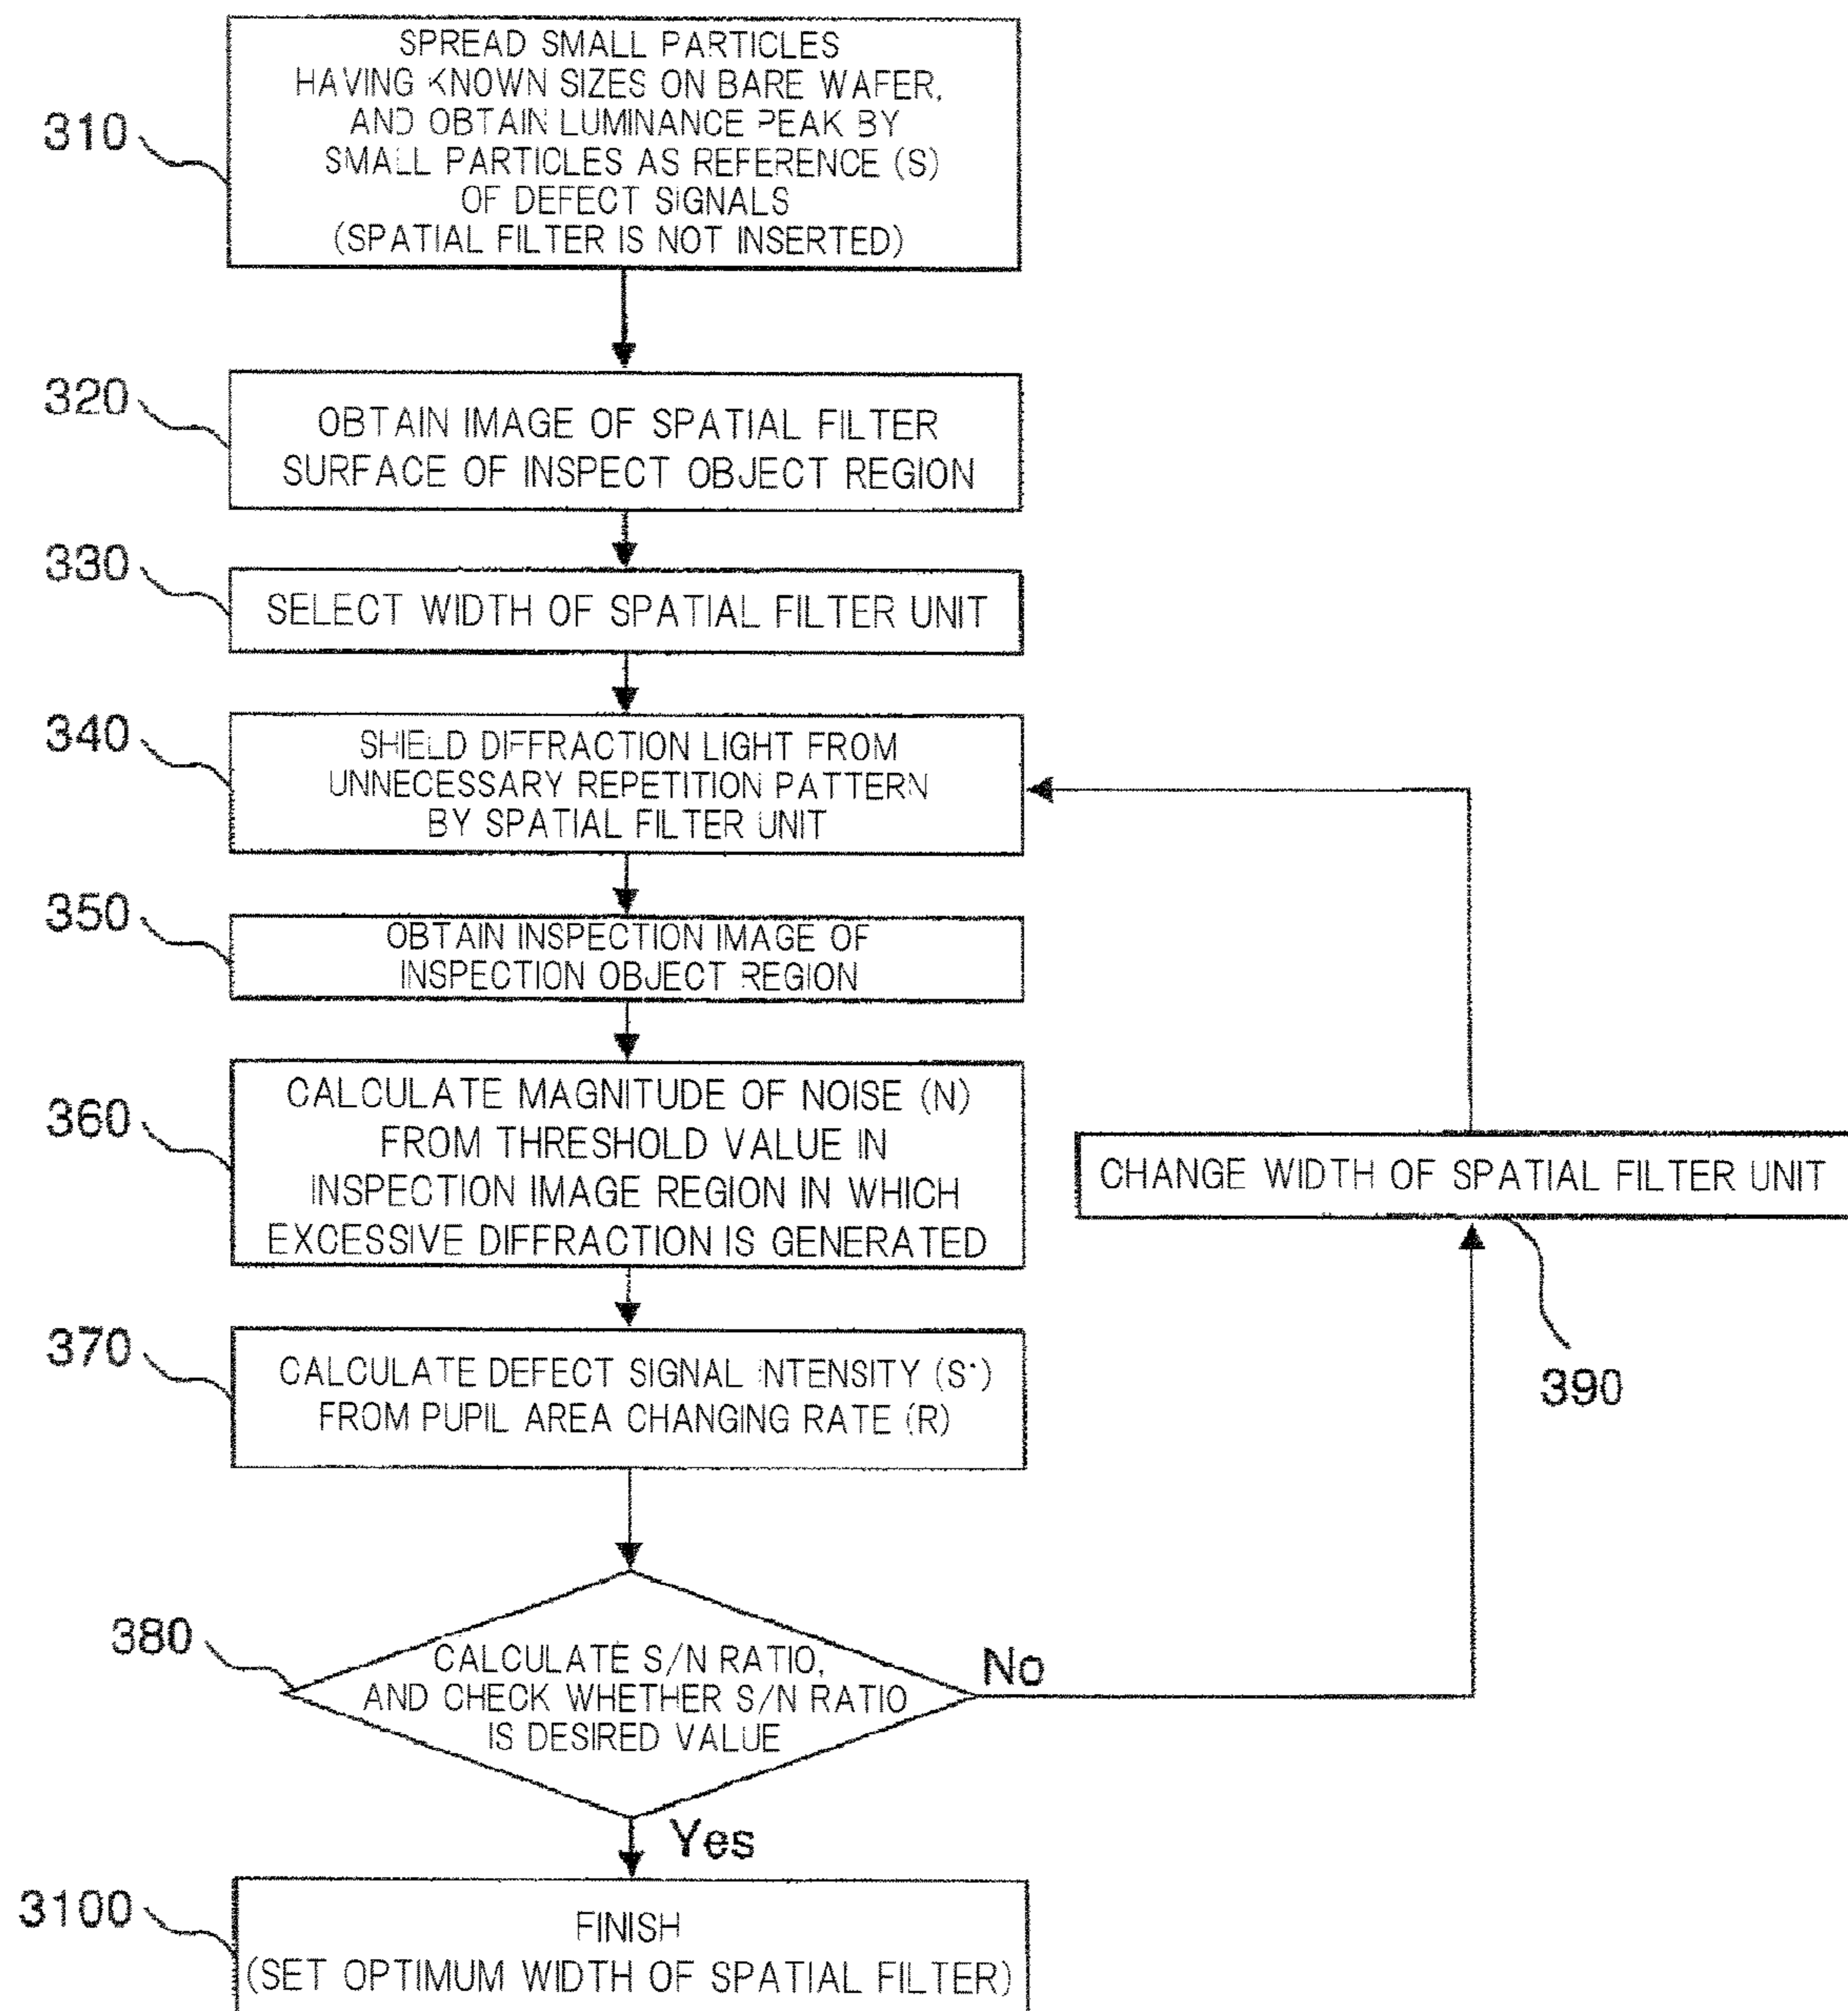 310
SPREAD SMALL PARTICLES
HAVING KNOWN SIZES ON BARE WAFER,
AND OBTAIN LUMINANCE PEAK BY
SMALL PARTICLES AS REFERENCE (S)
OF DEFECT SIGNALS
(SPATIAL FILTER IS NOT INSERTED)
320
OBTAIN IMAGE OF SPATIAL FILTER
SURFACE OF INSPECT OBJECT REGION
330
SELECT WIDTH OF SPATIAL FILTER UNIT
340
SHIELD DIFFRACTION LIGHT FROM
UNNECESSARY REPETITION PATTERN
BY SPATIAL FILTER UNIT
350
OBTAIN INSPECTION IMAGE OF
INSPECTION OBJECT REGION
360
CALCULATE MAGNITUDE OF NOISE (N)
FROM THRESHOLD VALUE IN
INSPECTION IMAGE REGION IN WHICH
EXCESSIVE DIFFRACTION IS GENERATED
370
CALCULATE DEFECT SIGNAL INTENSITY (S')
FROM PUPIL AREA CHANGING RATE (R)
380
CALCULATE S/N RATIO,
AND CHECK WHETHER S/N RATIO
IS DESIRED VALUE
No
CHANGE WIDTH OF SPATIAL FILTER UNIT
390
Yes
3100
FINISH
(SET OPTIMUM WIDTH OF SPATIAL FILTER)